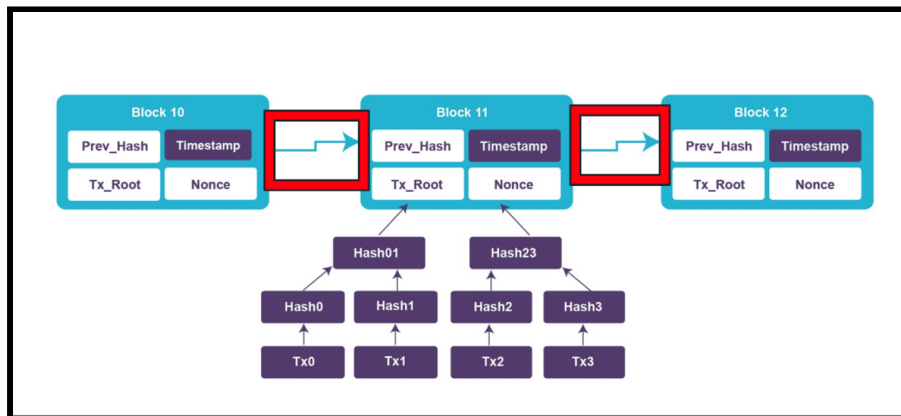 Block 10
Block 11
Block 12
Prev_Hash
Timestamp
Prev_Hash
Timestamp
Prev_Hash
Timestamp
Tx_Root
Nonce
Tx_Root
Nonce
Tx_Root
Nonce
Hash01
Hash23
Hash0
Hash1
Hash2
Hash3
Tx0
Tx1
Tx2
Tx3